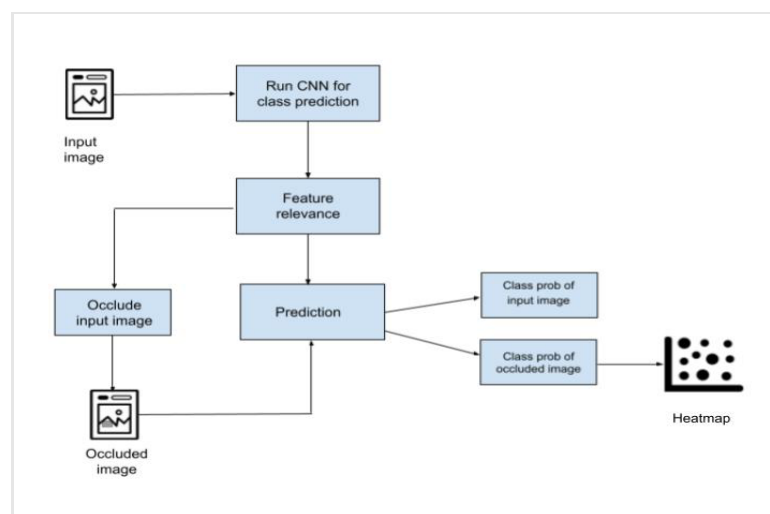 Run CNN for
class prediction
Input
image
Feature
relevance
Class prob of
input image
Occlude
input image
Prediction
Class prob of
occluded image
Heatmap
Occluded
image